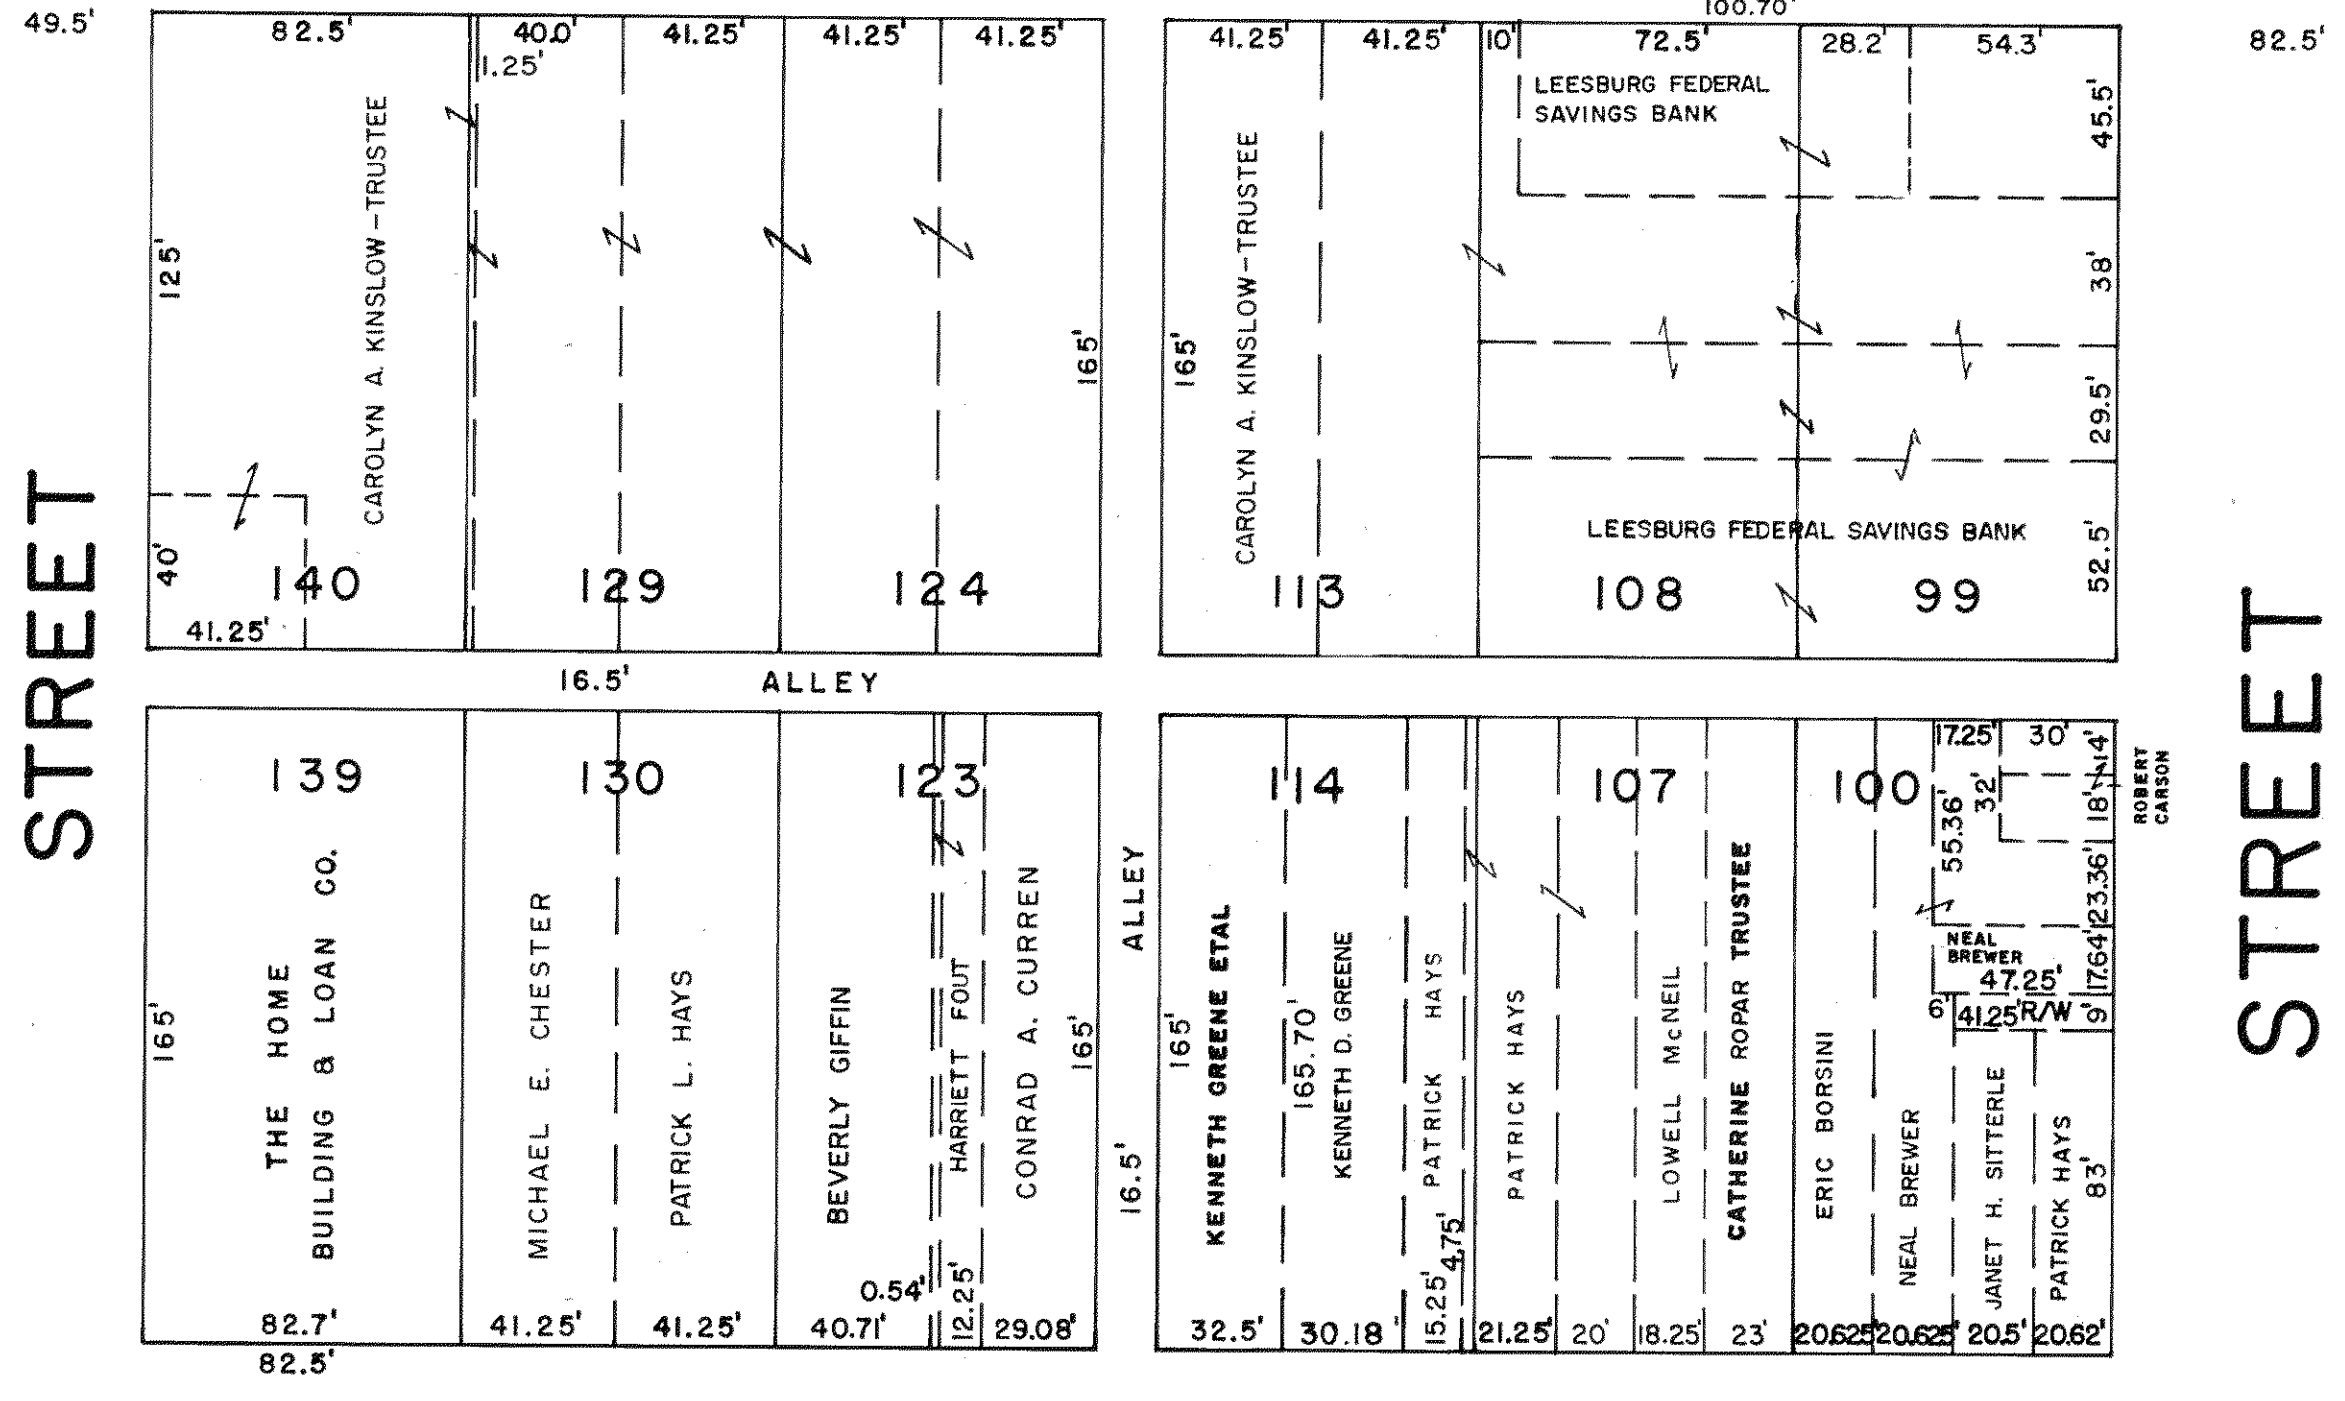 49.5'
82.5'
40.0'
41.25'
41.25'
41.25'
1.25'
100.70'
41.25'
41.25'
10'
72.5'
28.2'
54.3'
82.5'
LEESBURG FEDERAL
SAVINGS BANK
45.5'
38'
29.5'
52.5'
125'
CAROLYN A. KINSLOW-TRUSTEE
165'
165'
CAROLYN A. KINSLOW-TRUSTEE
LEESBURG FEDERAL SAVINGS BANK
40'
140
41.25'
129
124
113
108
99
STREET
16.5' ALLEY
STREET
139
130
123
114
107
100
17.25'
30'
14'
18'
32'
55.36'
23.36'
17.64'
ROBERT
CARSON
NEAL
BREWER
47.25'
6'
41.25'
R/W
9'
165'
THE HOME
BUILDING & LOAN CO.
MICHAEL E. CHESTER
PATRICK L. HAYS
BEVERLY GIFFIN
HARRIETT FOUT
CONRAD A. CURREN
165'
ALLEY
16.5'
165'
KENNETH GREENE ETAL
165.70'
KENNETH D. GREENE
PATRICK HAYS
PATRICK HAYS
LOWELL McNEIL
CATHERINE ROPAR TRUSTEE
ERIC BORSINI
NEAL BREWER
JANET H. SITTERLE
PATRICK HAYS
83'
82.7'
82.5'
41.25'
41.25'
40.71'
0.54'
12.25'
29.08'
32.5'
30.18'
15.25'
4.75'
21.25'
20'
18.25'
23'
20.625'
20.625'
20.5'
20.62'